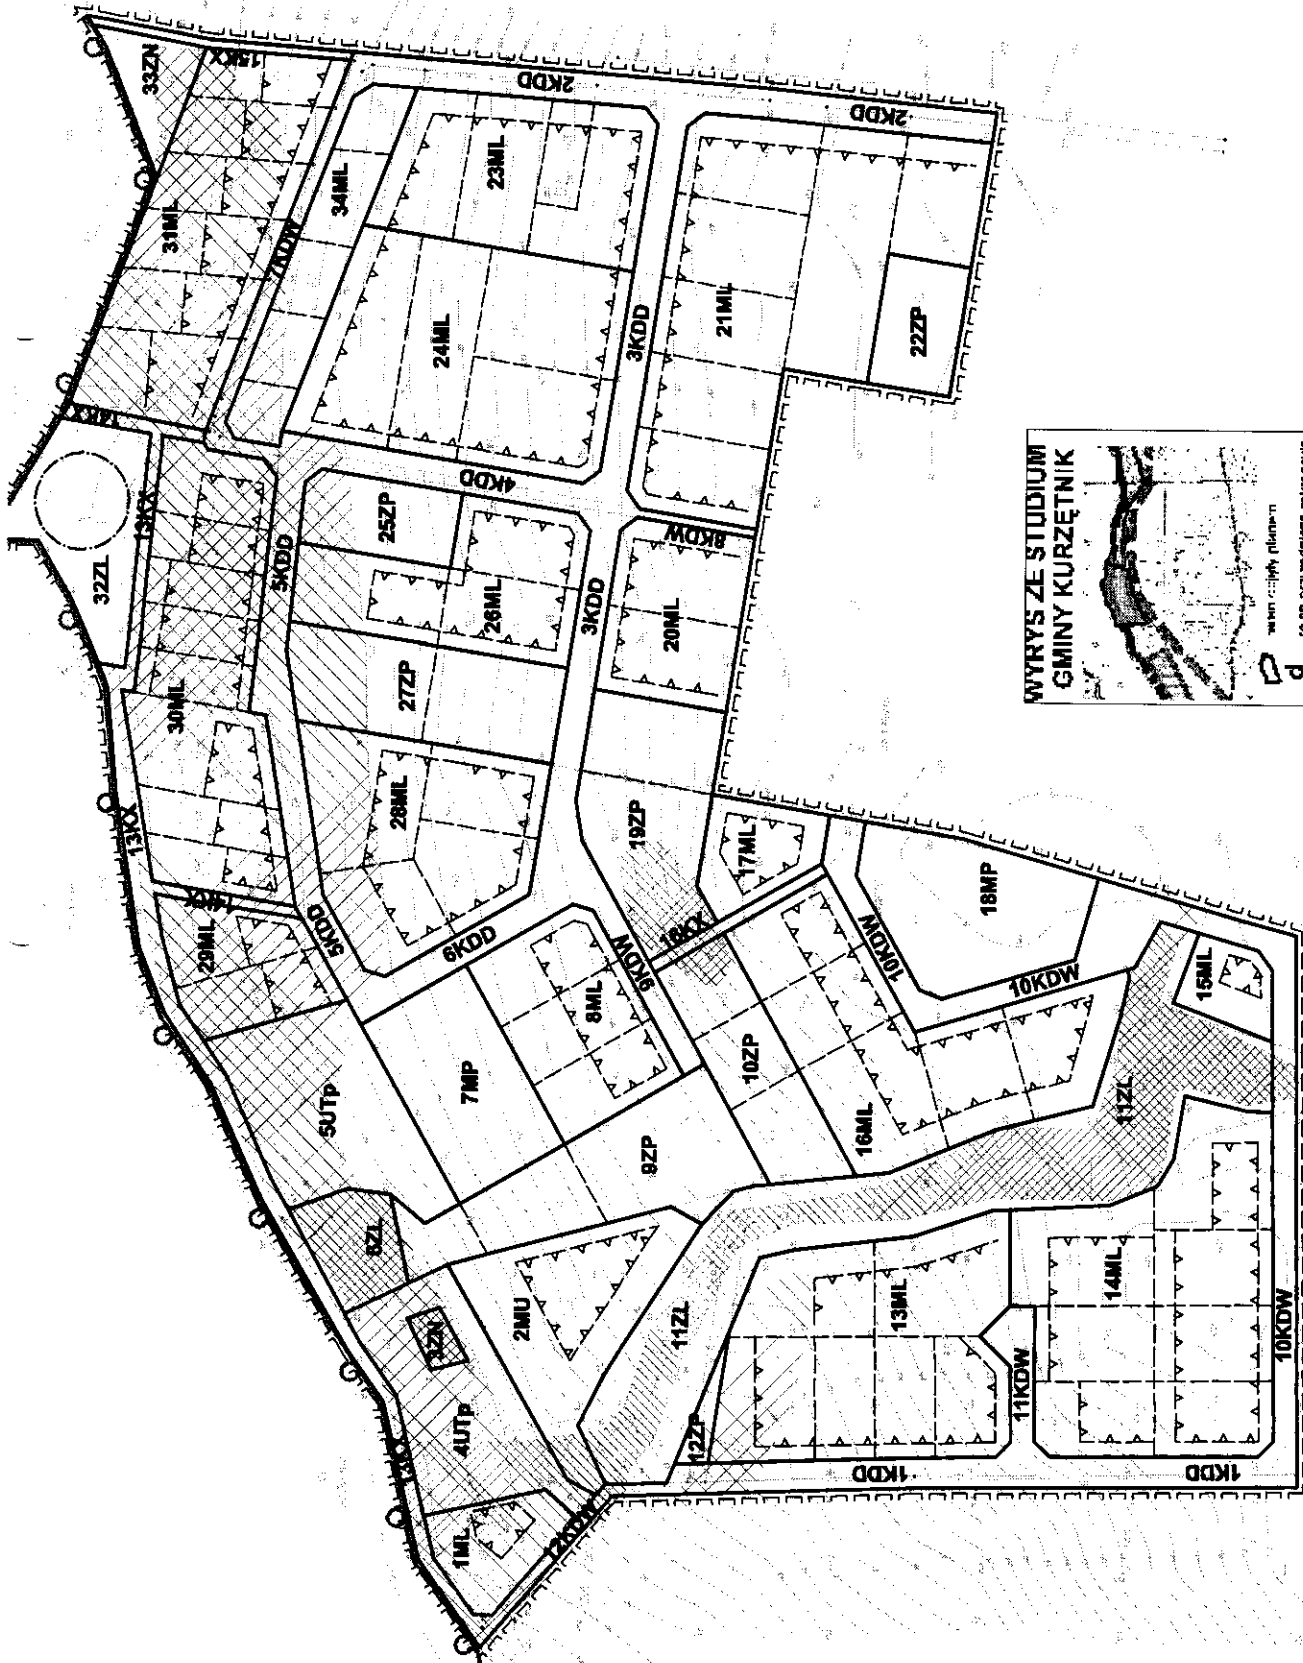 33ZN
15KX
31ML
7KDW
34ML
2KDD
23ML
24ML
2KDD
3KDD
21ML
22ZP
14KX
32ZL
13KX
5KDD
4KDD
25ZP
26ML
8KDW
3KDD
20ML
27ZP
30ML
28ML
13KX
14KX
29ML
5KDD
6KDD
19ZP
17ML
16KX
9KDW
8ML
10KDW
18MP
10KDW
15ML
5UTp
7MP
10ZP
16ML
11ZL
9ZP
6ZL
3ZN
2MU
4UTp
13KX
11ZL
13ML
14ML
12ZP
11KDW
10KDW
1KDD
1KDD
1ML
12KDW
WYRYS ZE STUDIUM
GMINY KURZĘTNIK